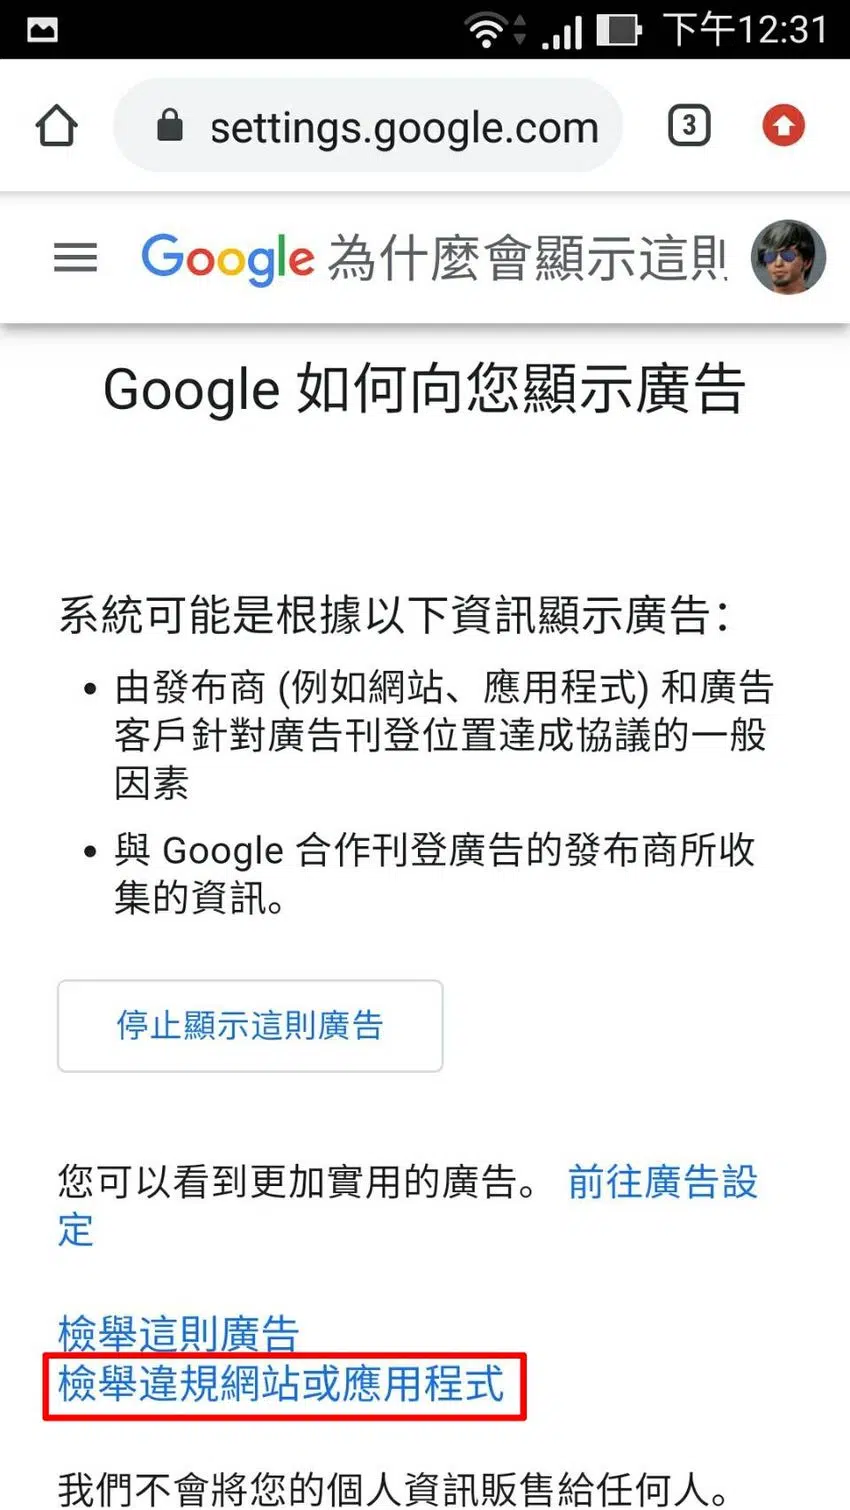 下午12:31
settings.google.com
3
Google 為什麼會顯示這則
Google 如何向您顯示廣告
系統可能是根據以下資訊顯示廣告：
• 由發布商 (例如網站、應用程式) 和廣告
客戶針對廣告刊登位置達成協議的一般
因素
• 與 Google 合作刊登廣告的發布商所收
集的資訊。
停止顯示這則廣告
您可以看到更加實用的廣告。 前往廣告設
定
檢舉這則廣告
檢舉違規網站或應用程式
我們不會將您的個人資訊販售給任何人。